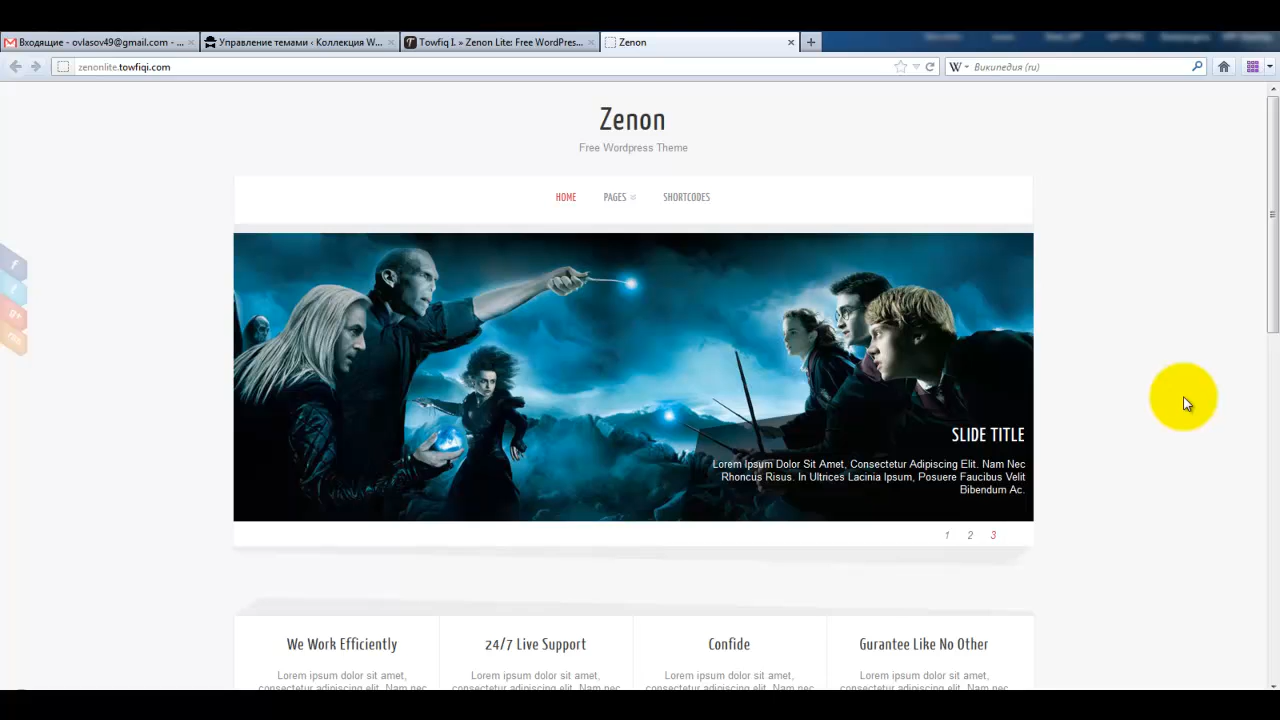 Входящие - ovlasov49@gmail.com - ...
Управление темами ‹ Коллекция W...
Towfiq I. » Zenon Lite: Free WordPres...
Zenon
zenonlite.towfiqi.com
Википедия (ru)
Zenon
Free Wordpress Theme
HOME
PAGES
SHORTCODES
SLIDE TITLE
Lorem Ipsum Dolor Sit Amet, Consectetur Adipiscing Elit. Nam Nec
Rhoncus Risus. In Ultrices Lacinia Ipsum, Posuere Faucibus Velit
Bibendum Ac.
1 2 3
We Work Efficiently
24/7 Live Support
Confide
Gurantee Like No Other
Lorem ipsum dolor sit amet,
consectetur adipiscing elit. Nam nec
Lorem ipsum dolor sit amet,
consectetur adipiscing elit. Nam nec
Lorem ipsum dolor sit amet,
consectetur adipiscing elit. Nam nec
Lorem ipsum dolor sit amet,
consectetur adipiscing elit. Nam nec